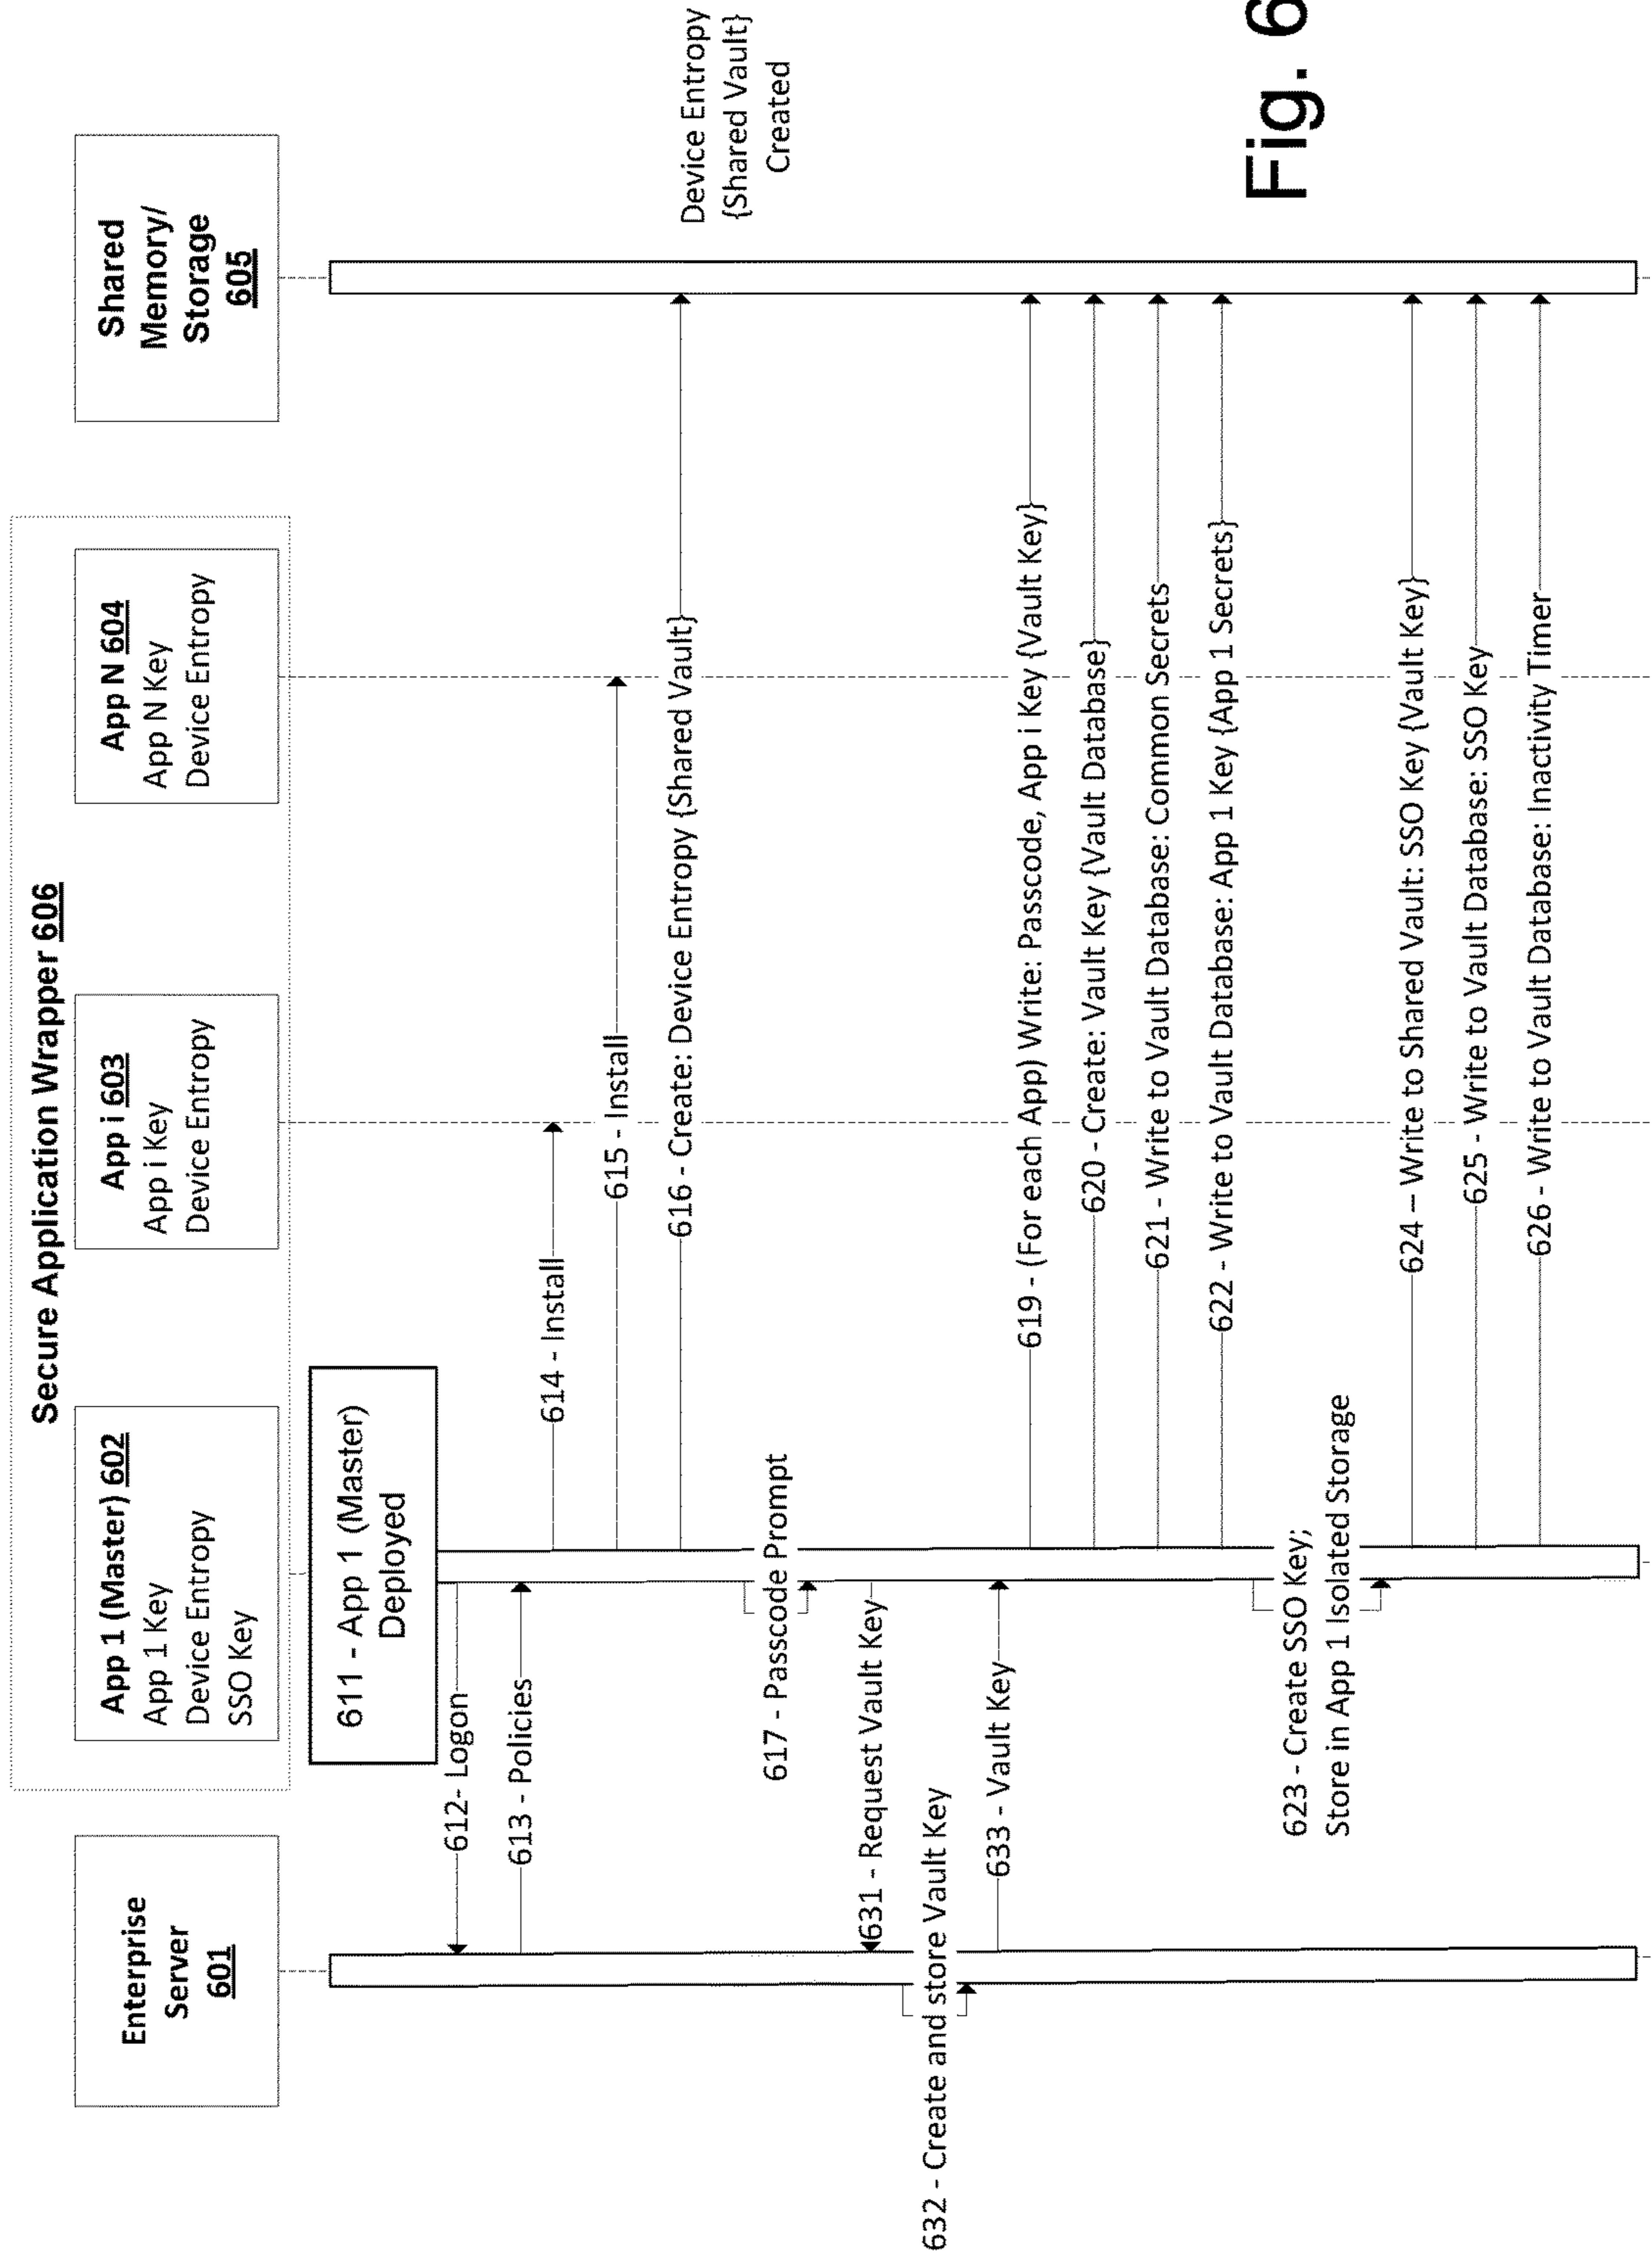 Secure Application Wrapper 606
Enterprise
Server
601
App 1 (Master) 602
App 1 Key
Device Entropy
SSO Key
App i 603
App i Key
Device Entropy
App N 604
App N Key
Device Entropy
Shared
Memory/
Storage
605
611 - App 1 (Master)
Deployed
612- Logon
613 - Policies
614 - Install
615 - Install
616 - Create: Device Entropy {Shared Vault}
Device Entropy
{Shared Vault}
Created
617 - Passcode Prompt
631 - Request Vault Key
632 - Create and store Vault Key
633 - Vault Key
619 - (For each App) Write: Passcode, App i Key {Vault Key}
620 - Create: Vault Key {Vault Database}
621 - Write to Vault Database: Common Secrets
622 - Write to Vault Database: App 1 Key {App 1 Secrets}
623 - Create SSO Key;
Store in App 1 Isolated Storage
624 – Write to Shared Vault: SSO Key {Vault Key}
625 - Write to Vault Database: SSO Key
626 - Write to Vault Database: Inactivity Timer
Fig. 6